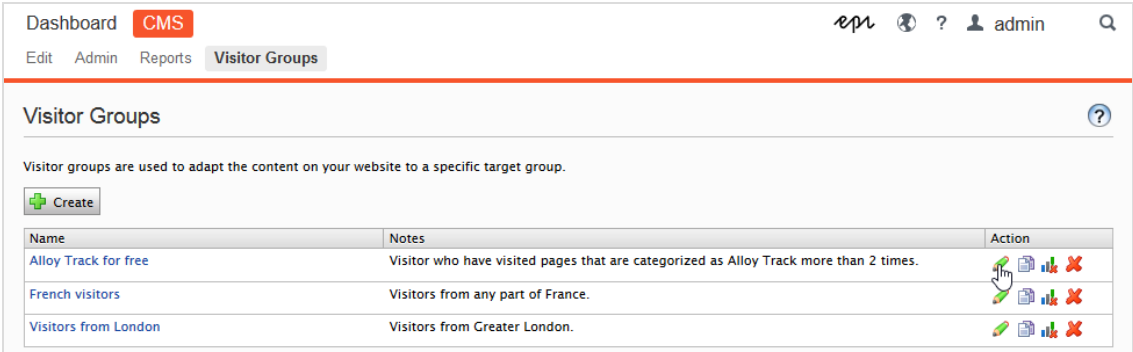 Dashboard CMS epi ? admin
Edit Admin Reports Visitor Groups
Visitor Groups ?
Visitor groups are used to adapt the content on your website to a specific target group.
Create
Name Notes Action
Alloy Track for free Visitor who have visited pages that are categorized as Alloy Track more than 2 times.
French visitors Visitors from any part of France.
Visitors from London Visitors from Greater London.